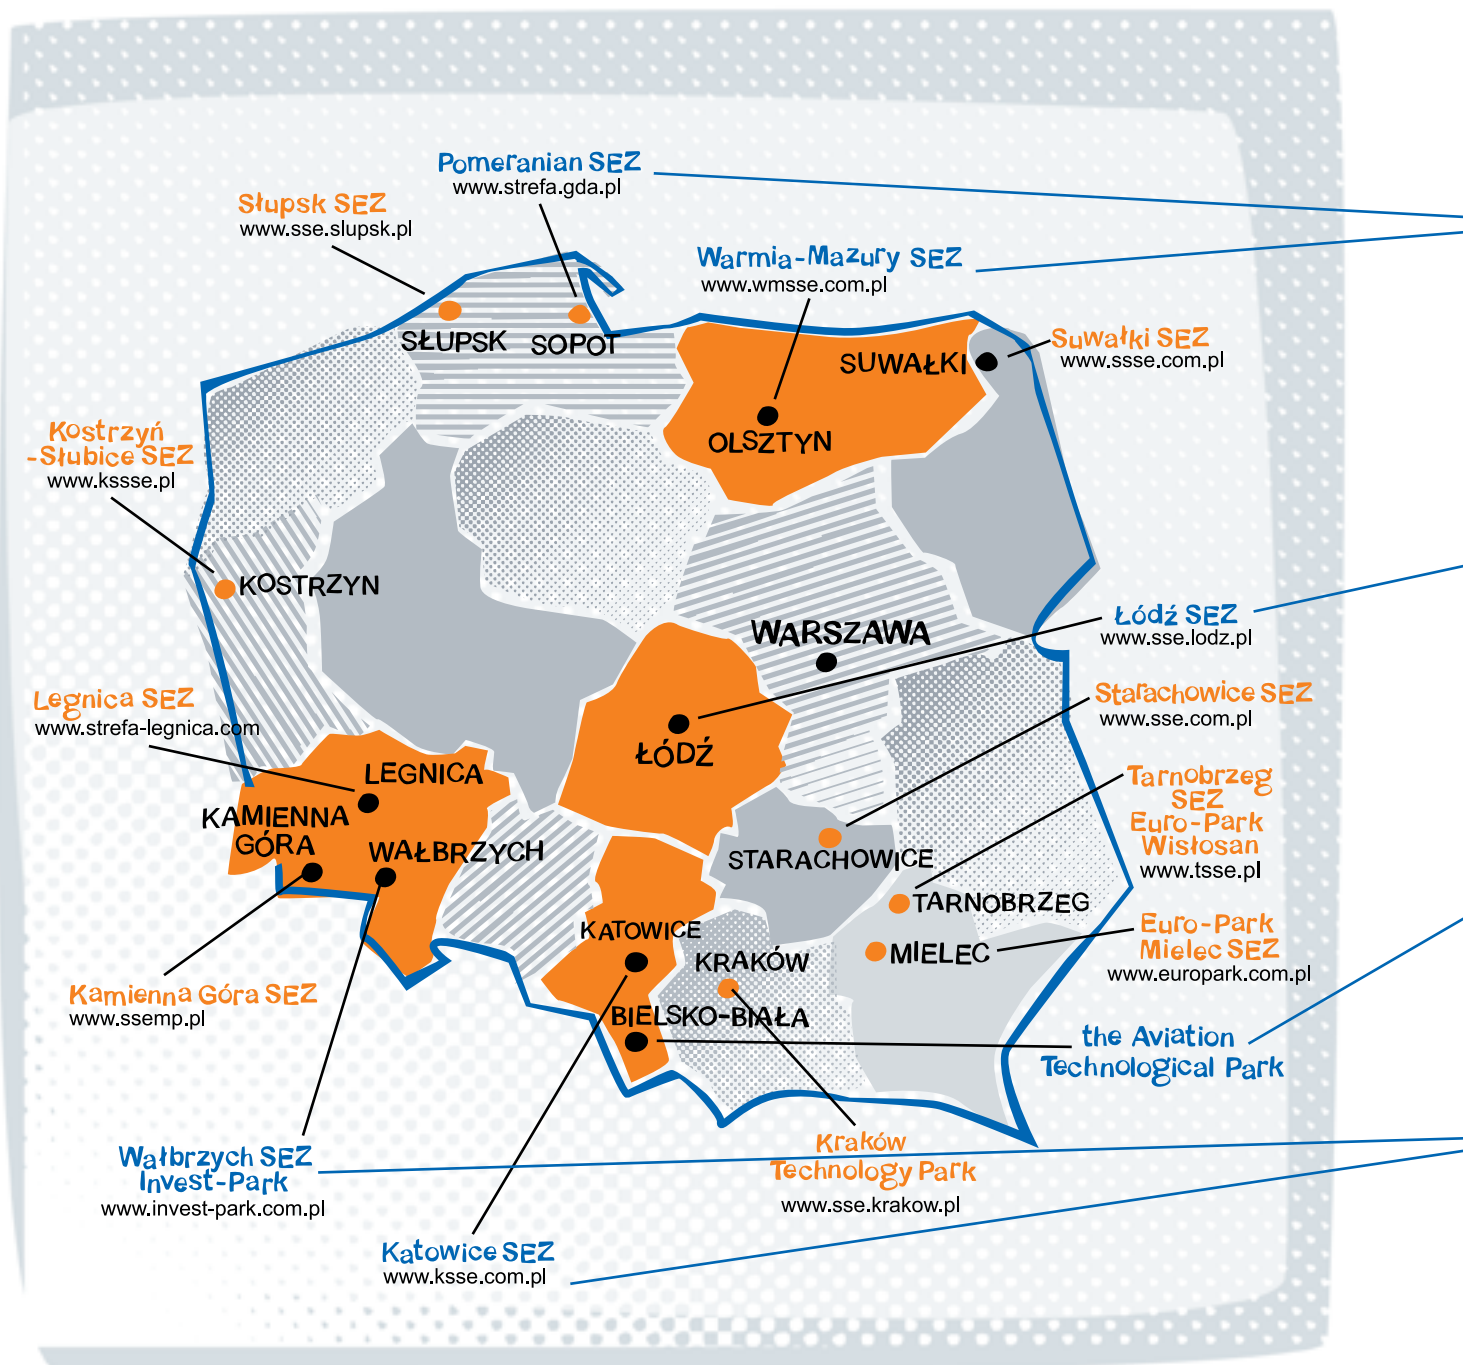 Pomeranian SEZ
www.strefa.gda.pl
Słupsk SEZ
www.sse.slupsk.pl
Warmia-Mazury SEZ
www.wmsse.com.pl
SŁUPSK
SOPOT
SUWAŁKI
Suwałki SEZ
www.ssse.com.pl
OLSZTYN
Kostrzyń
-Słubice SEZ
www.kssse.pl
KOSTRZYN
WARSZAWA
Łódź SEZ
www.sse.lodz.pl
Legnica SEZ
www.strefa-legnica.com
Starachowice SEZ
www.sse.com.pl
ŁÓDŹ
LEGNICA
KAMIENNA
GÓRA
WAŁBRZYCH
Tarnobrzeg
SEZ
Euro-Park
Wisłosan
www.tsse.pl
STARACHOWICE
TARNOBRZEG
KATOWICE
MIELEC
Euro-Park
Mielec SEZ
www.europark.com.pl
KRAKÓW
Kamienna Góra SEZ
www.ssemp.pl
BIELSKO-BIAŁA
the Aviation
Technological Park
Wałbrzych SEZ
Invest-Park
www.invest-park.com.pl
Kraków
Technology Park
www.sse.krakow.pl
Katowice SEZ
www.ksse.com.pl